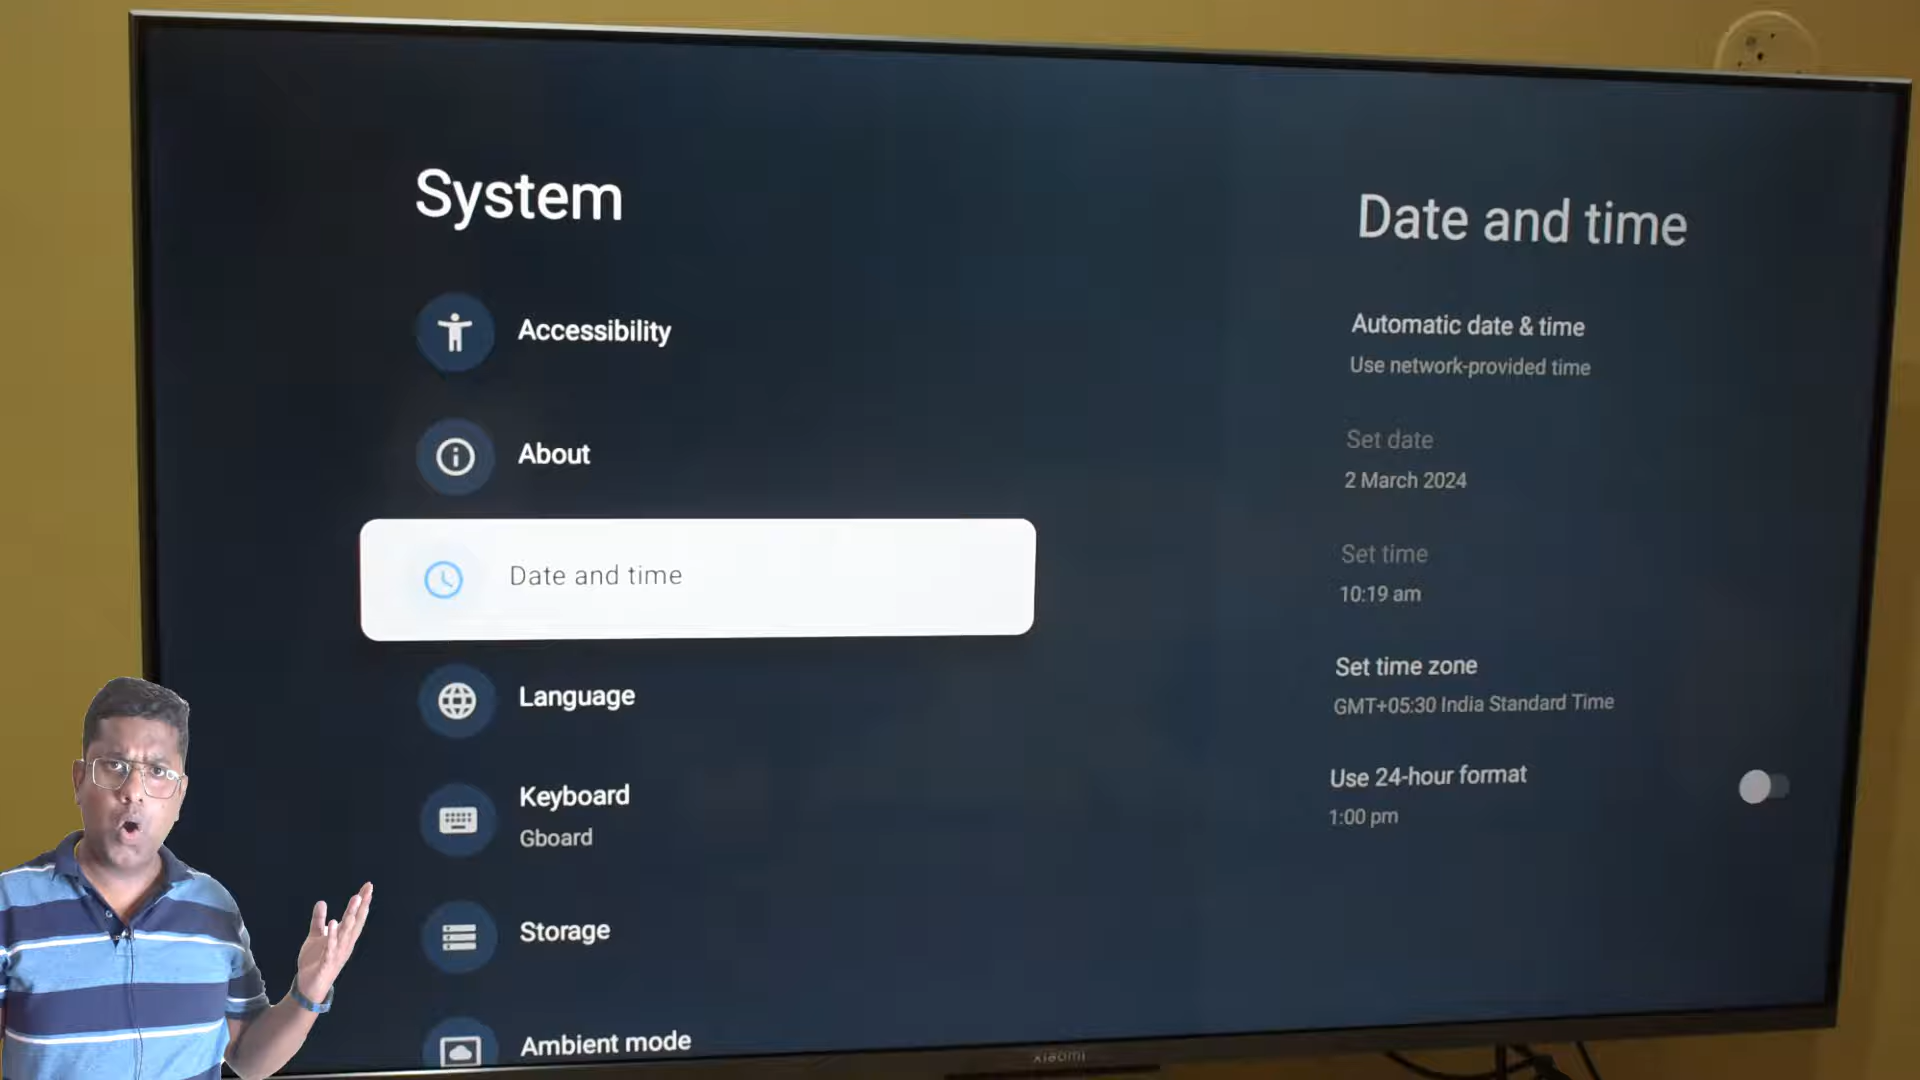 System
Accessibility
About
Date and time
Language
Keyboard
Gboard
Storage
Ambient mode
Date and time
Automatic date & time
Use network-provided time
Set date
2 March 2024
Set time
10:19 am
Set time zone
GMT+05:30 India Standard Time
Use 24-hour format
1:00 pm
xiaomi